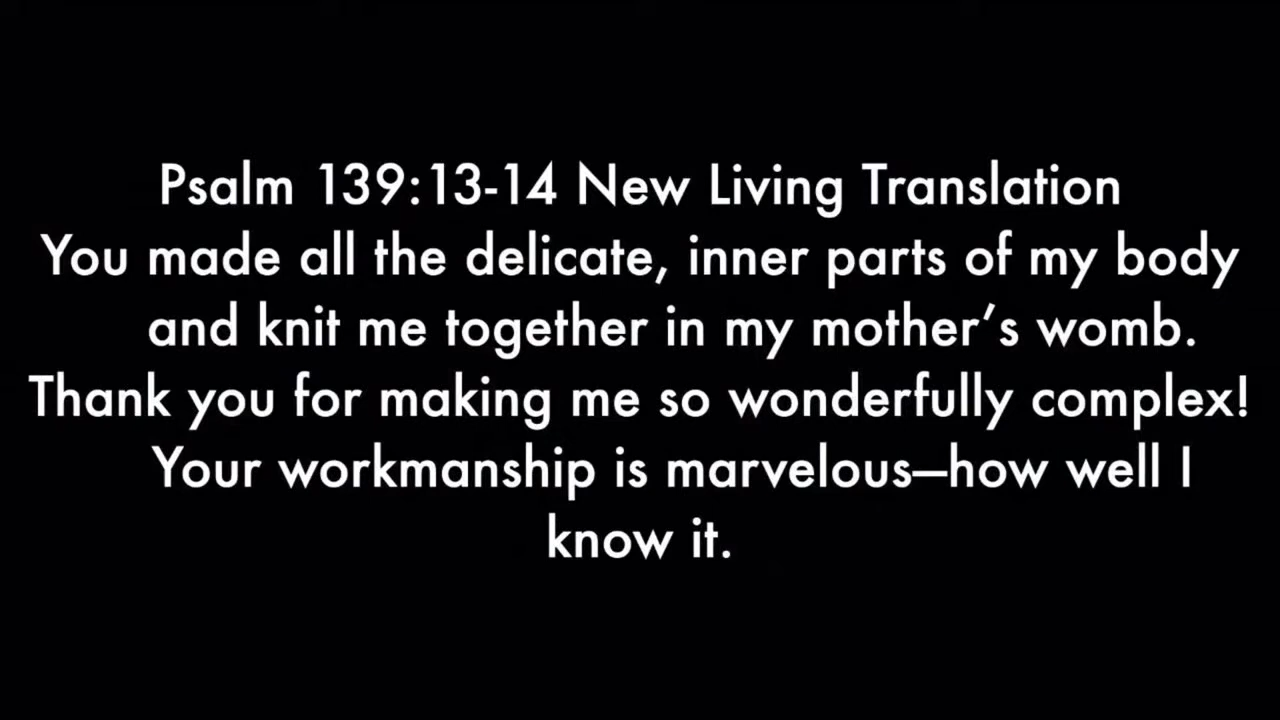 Psalm 139:13-14 New Living Translation
You made all the delicate, inner parts of my body
and knit me together in my mother’s womb.
Thank you for making me so wonderfully complex!
Your workmanship is marvelous—how well I
know it.